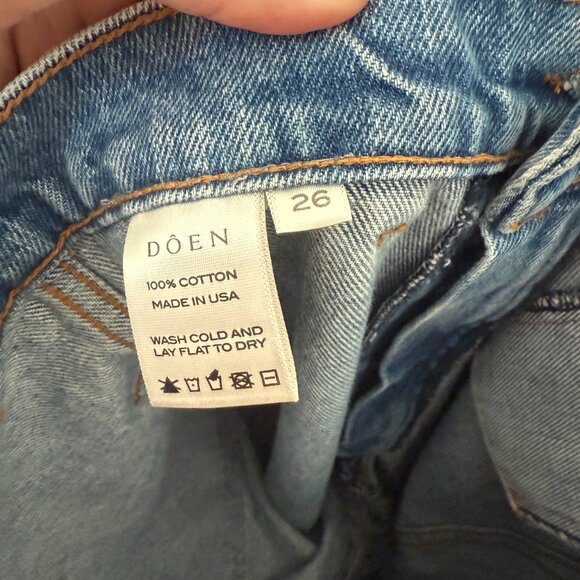 26
DÔEN
100% COTTON
MADE IN USA
WASH COLD AND
LAY FLAT TO DRY